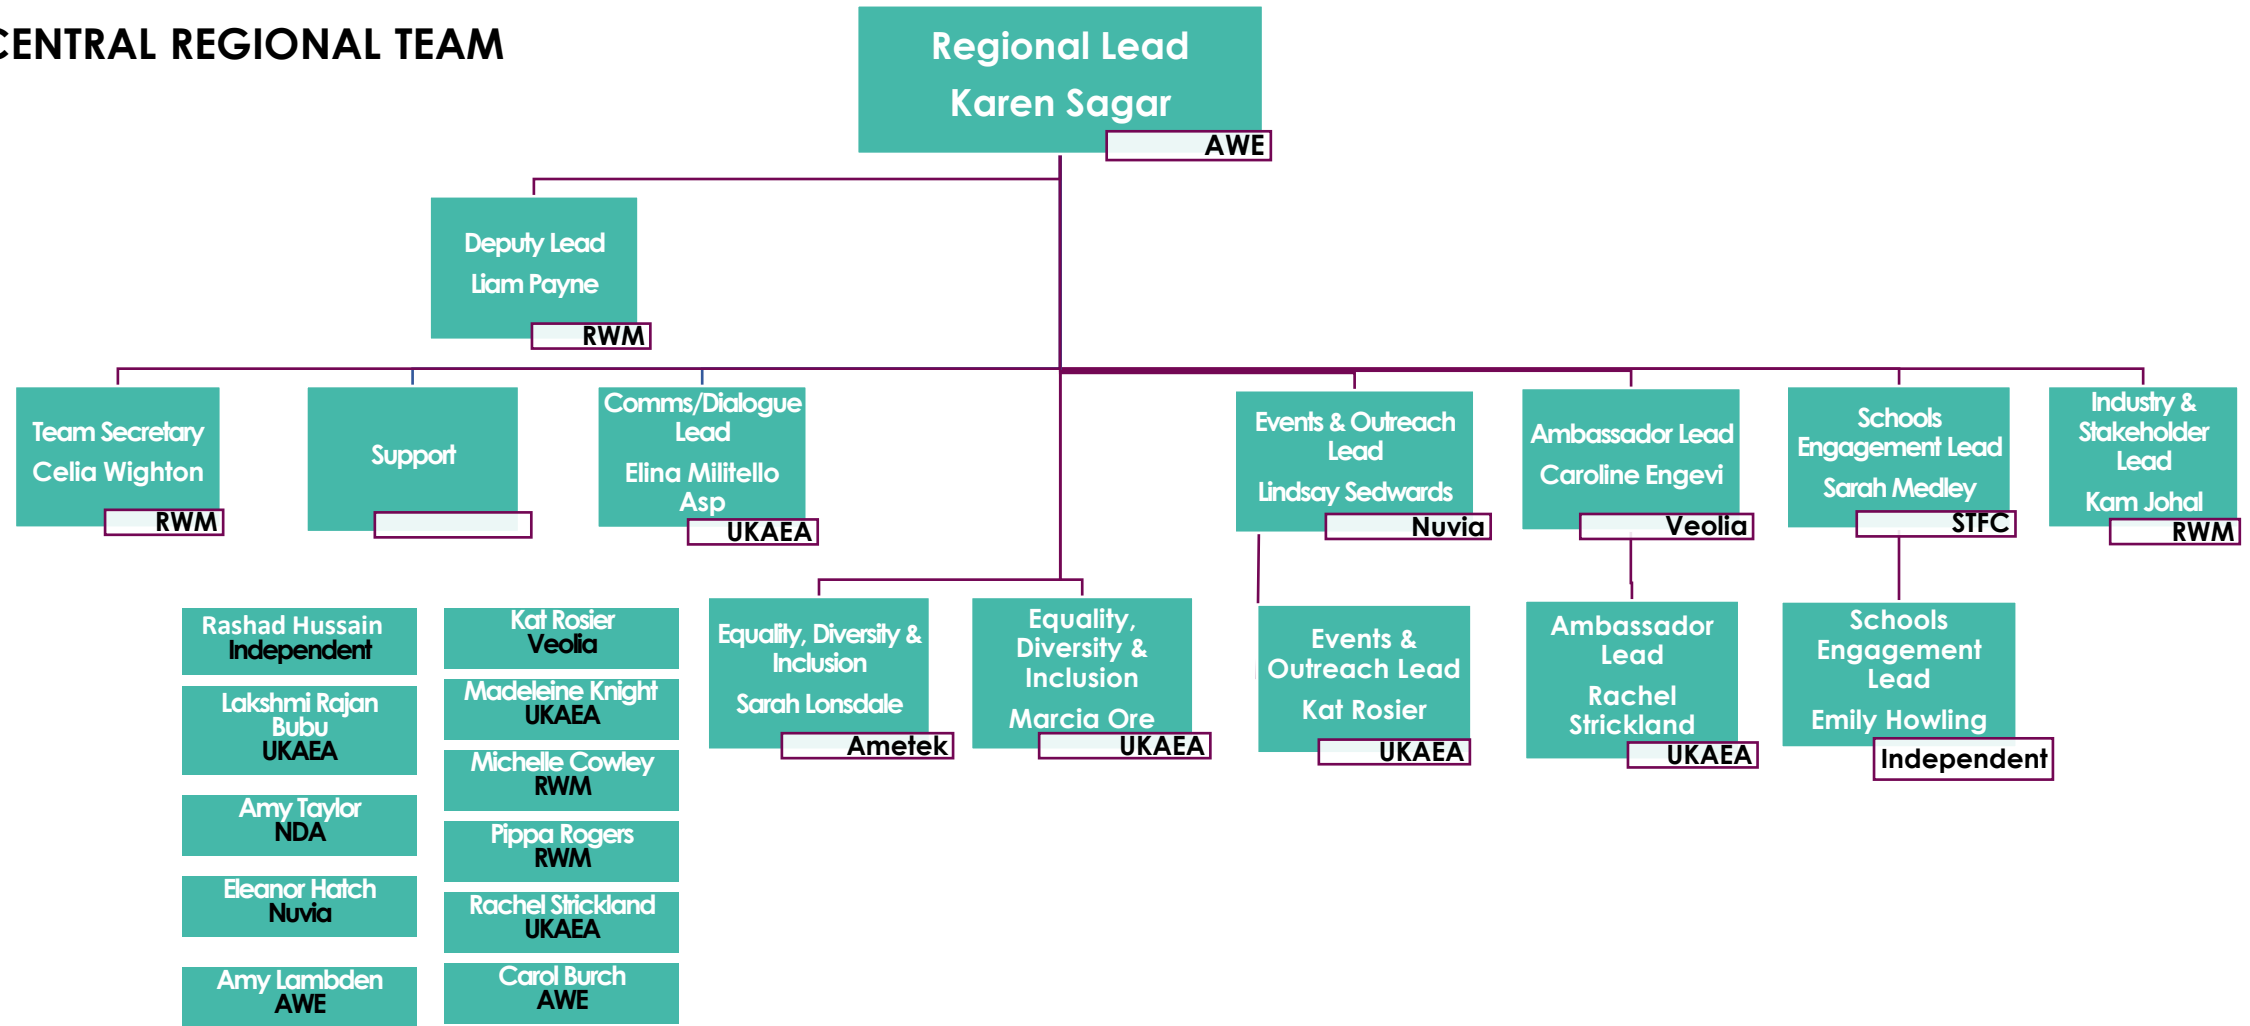 CENTRAL REGIONAL TEAM
Regional Lead
Karen Sagar
AWE
Deputy Lead
Liam Payne
RWM
Team Secretary
Celia Wighton
RWM
Support
Comms/Dialogue
Lead
Elina Militello
Asp
UKAEA
Events & Outreach
Lead
Lindsay Sedwards
Nuvia
Ambassador Lead
Caroline Engevi
Veolia
Schools
Engagement Lead
Sarah Medley
STFC
Industry &
Stakeholder
Lead
Kam Johal
RWM
Rashad Hussain
Independent
Lakshmi Rajan
Bubu
UKAEA
Amy Taylor
NDA
Eleanor Hatch
Nuvia
Amy Lambden
AWE
Kat Rosier
Veolia
Madeleine Knight
UKAEA
Michelle Cowley
RWM
Pippa Rogers
RWM
Rachel Strickland
UKAEA
Carol Burch
AWE
Equality, Diversity &
Inclusion
Sarah Lonsdale
Ametek
Equality,
Diversity &
Inclusion
Marcia Ore
UKAEA
Events &
Outreach Lead
Kat Rosier
UKAEA
Ambassador
Lead
Rachel
Strickland
UKAEA
Schools
Engagement
Lead
Emily Howling
Independent